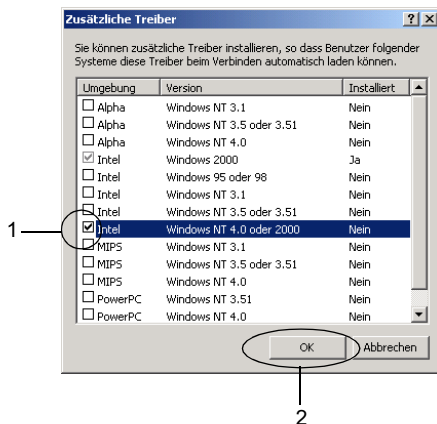 Zusätzliche Treiber
Sie können zusätzliche Treiber installieren, so dass Benutzer folgender
Systeme diese Treiber beim Verbinden automatisch laden können.
Umgebung Version Installiert
Alpha Windows NT 3.1 Nein
Alpha Windows NT 3.5 oder 3.51 Nein
Alpha Windows NT 4.0 Nein
Intel Windows 2000 Ja
Intel Windows 95 oder 98 Nein
Intel Windows NT 3.1 Nein
Intel Windows NT 3.5 oder 3.51 Nein
1 Intel Windows NT 4.0 oder 2000 Nein
MIPS Windows NT 3.1 Nein
MIPS Windows NT 3.5 oder 3.51 Nein
MIPS Windows NT 4.0 Nein
PowerPC Windows NT 3.51 Nein
PowerPC Windows NT 4.0 Nein
OK Abbrechen
2